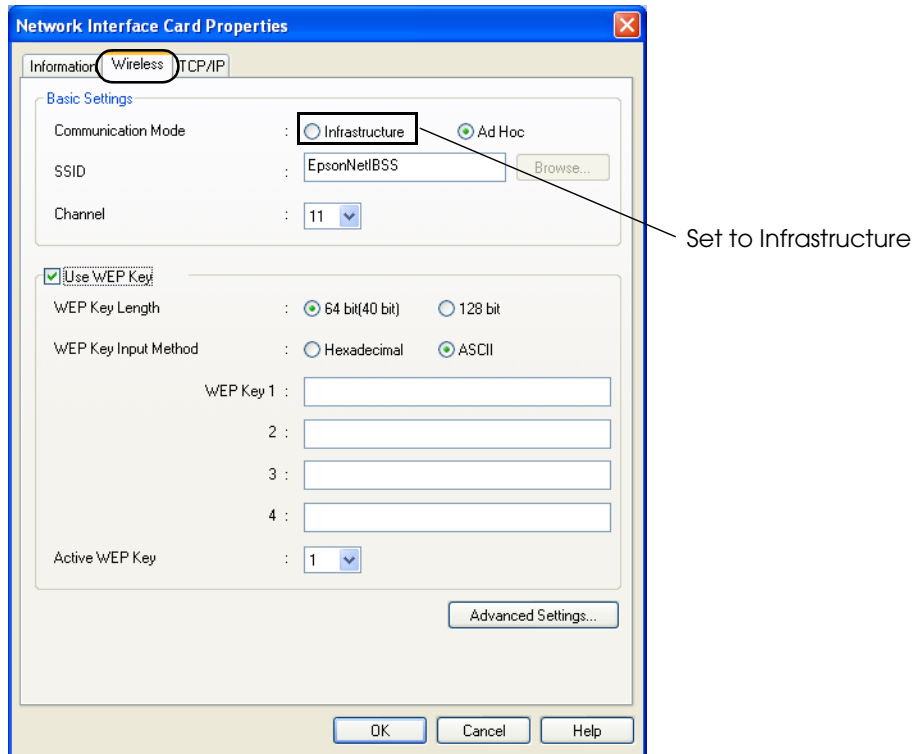 Network Interface Card Properties
Information Wireless TCP/IP
Basic Settings
Communication Mode : Infrastructure Ad Hoc
SSID : EpsonNetIBSS Browse...
Channel : 11
Set to Infrastructure
Use WEP Key
WEP Key Length : 64 bit(40 bit) 128 bit
WEP Key Input Method : Hexadecimal ASCII
WEP Key 1 :
2 :
3 :
4 :
Active WEP Key : 1
Advanced Settings...
OK Cancel Help